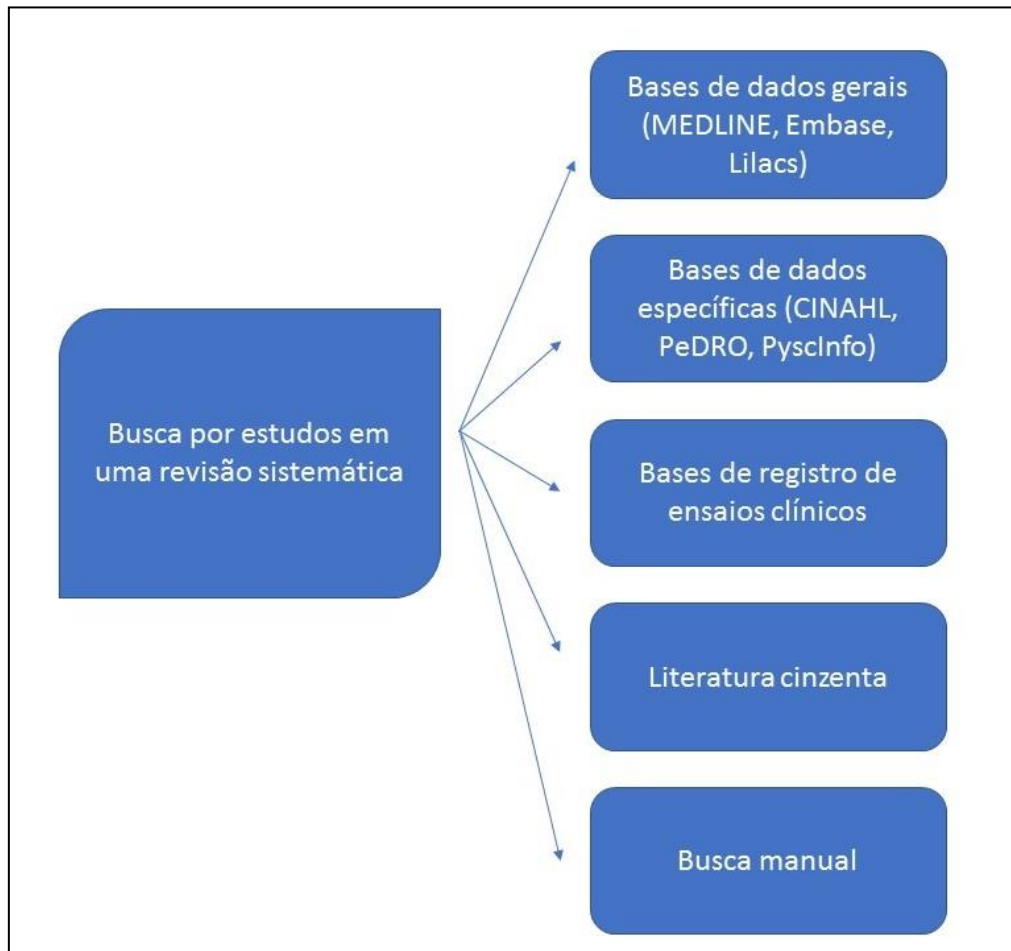 Bases de dados gerais
(MEDLINE, Embase,
Lilacs)
Bases de dados
específicas (CINAHL,
PeDRO, PyscInfo)
Busca por estudos em
uma revisão sistemática
Bases de registro de
ensaios clínicos
Literatura cinzenta
Busca manual